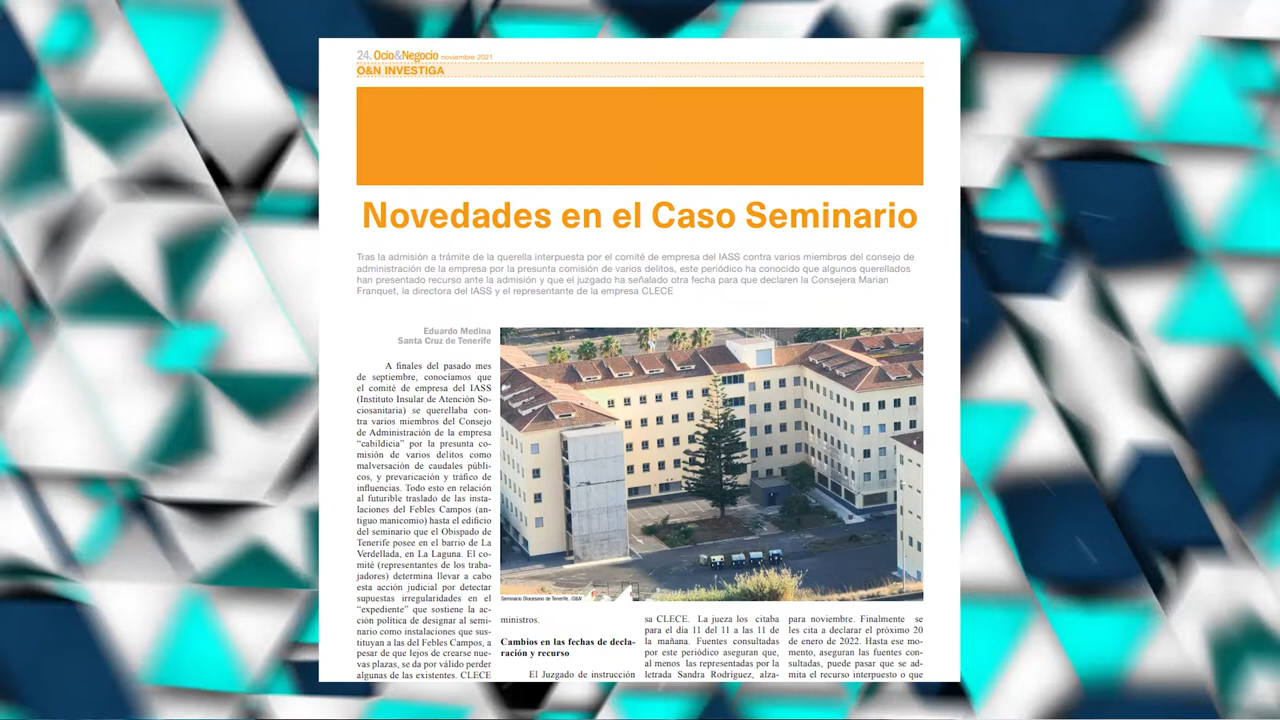 24. Ocio&Negocio noviembre 2021
O&N INVESTIGA
Novedades en el Caso Seminario
Tras la admisión a trámite de la querella interpuesta por el comité de empresa del IASS contra varios miembros del consejo de
administración de la empresa por la presunta comisión de varios delitos, este periódico ha conocido que algunos querellados
han presentado recurso ante la admisión y que el juzgado ha señalado otra fecha para que declaren la Consejera Marian
Franquet, la directora del IASS y el representante de la empresa CLECE
Eduardo Medina
Santa Cruz de Tenerife
A finales del pasado mes
de septiembre, conocíamos que
el comité de empresa del IASS
(Instituto Insular de Atención So-
ciosanitaria) se querellaba con-
tra varios miembros del Consejo
de Administración de la empresa
“cabildicia” por la presunta co-
misión de varios delitos como
malversación de caudales públi-
cos, y prevaricación y tráfico de
influencias. Todo esto en relación
al futurible traslado de las insta-
laciones del Febles Campos (an-
tiguo manicomio) hasta el edificio
del seminario que el Obispado de
Tenerife posee en el barrio de La
Verdellada, en La Laguna. El co-
mité (representantes de los traba-
jadores) determina llevar a cabo
esta acción judicial por detectar
supuestas irregularidades en el
“expediente” que sostiene la ac-
ción política de designar al semi-
nario como instalaciones que sus-
tituyan a las del Febles Campos, a
pesar de que lejos de crearse nue-
vas plazas, se da por válido perder
algunas de las existentes. CLECE
Seminario Diocesano de Tenerife. /O&N
ministros.
Cambios en las fechas de decla-
ración y recurso
El Juzgado de instrucción
sa CLECE. La jueza los citaba
para el día 11 del 11 a las 11 de
la mañana. Fuentes consultadas
por este periódico aseguran que,
al menos las representadas por la
letrada Sandra Rodríguez, alza-
para noviembre. Finalmente se
les cita a declarar el próximo 20
de enero de 2022. Hasta ese mo-
mento, aseguran las fuentes con-
sultadas, puede pasar que se ad-
mita el recurso interpuesto o que